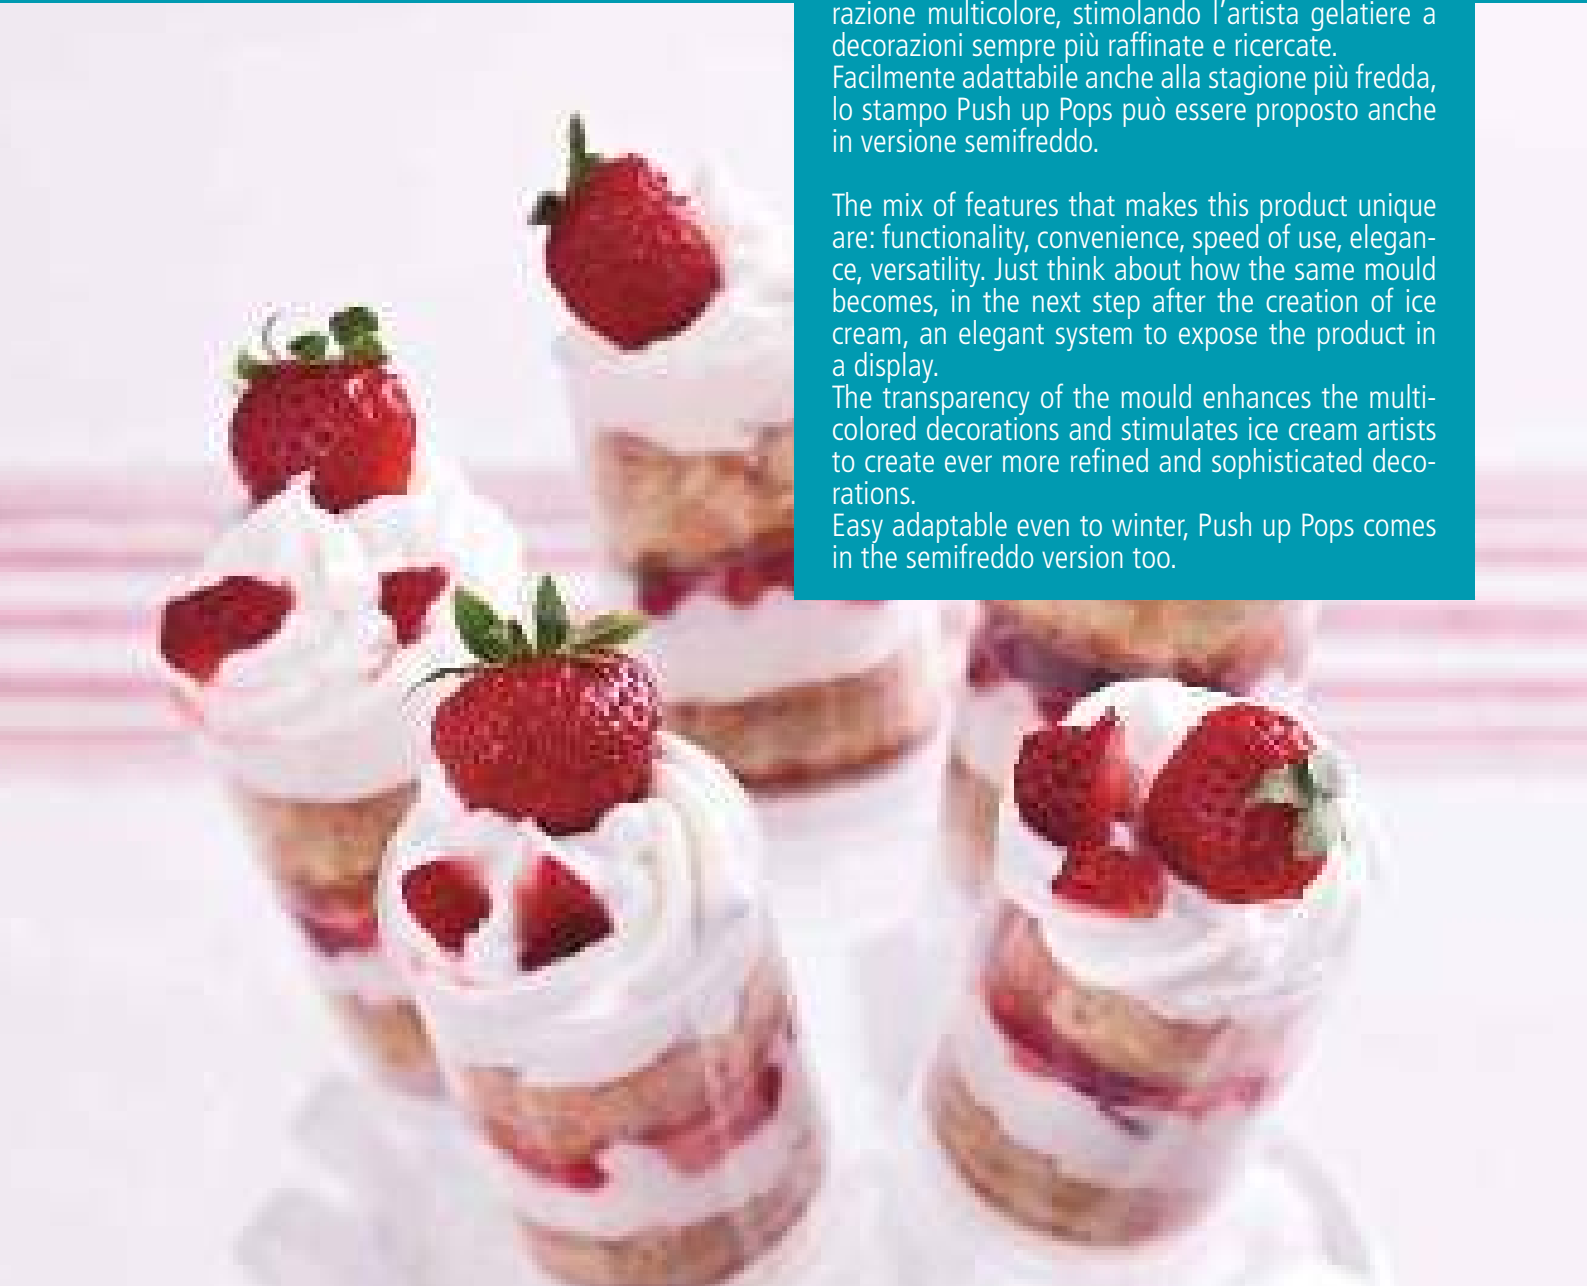 razione multicolore, stimolando l'artista gelatiere a
decorazioni sempre più raffinate e ricercate.
Facilmente adattabile anche alla stagione più fredda,
lo stampo Push up Pops può essere proposto anche
in versione semifreddo.
The mix of features that makes this product unique
are: functionality, convenience, speed of use, elegan-
ce, versatility. Just think about how the same mould
becomes, in the next step after the creation of ice
cream, an elegant system to expose the product in
a display.
The transparency of the mould enhances the multi-
colored decorations and stimulates ice cream artists
to create ever more refined and sophisticated deco-
rations.
Easy adaptable even to winter, Push up Pops comes
in the semifreddo version too.